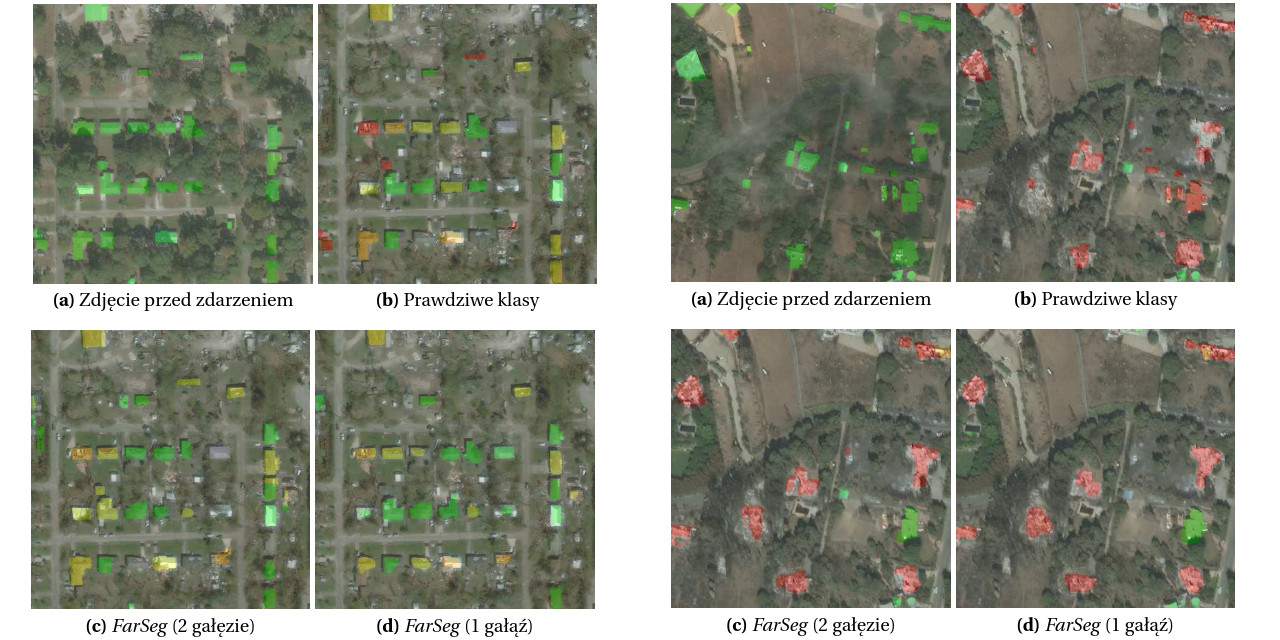 (a) Zdjęcie przed zdarzeniem
(b) Prawdziwe klasy
(c) FarSeg (2 gałęzie)
(d) FarSeg (1 gałąź)
(a) Zdjęcie przed zdarzeniem
(b) Prawdziwe klasy
(c) FarSeg (2 gałęzie)
(d) FarSeg (1 gałąź)